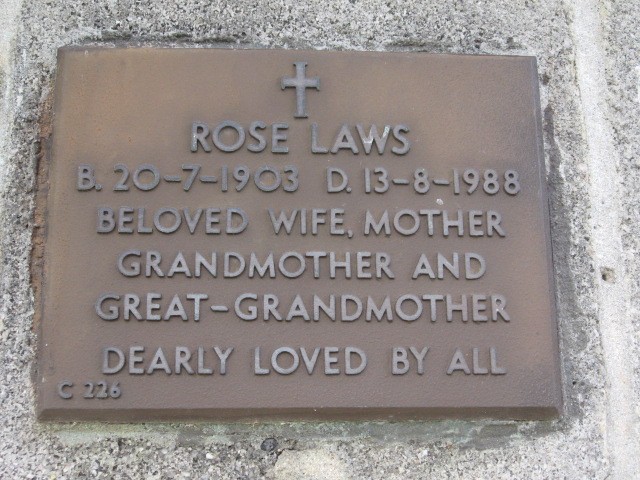 ROSE LAWS
B. 20-7-1903 D. 13-8-1988
BELOVED WIFE, MOTHER
GRANDMOTHER AND
GREAT-GRANDMOTHER
DEARLY LOVED BY ALL
C 226